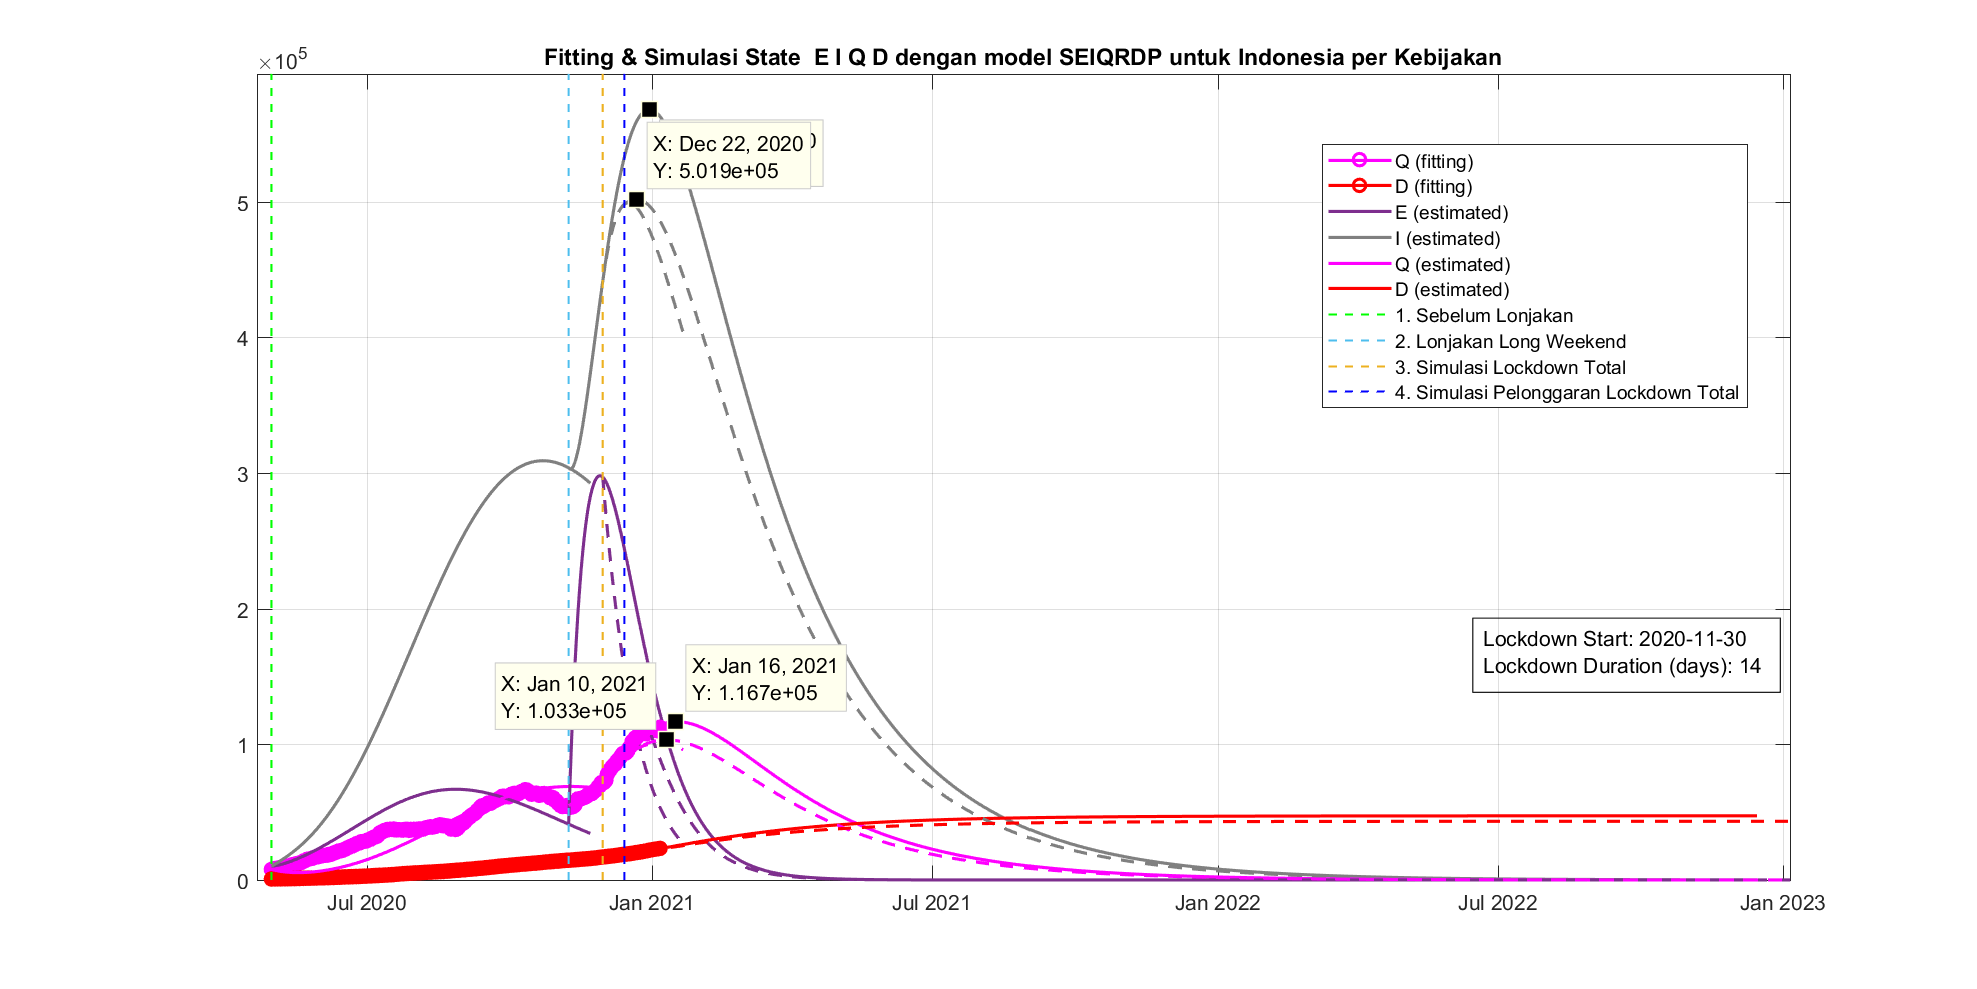 Fitting & Simulasi State E I Q D dengan model SEIQRDP untuk Indonesia per Kebijakan
×10^5
5
4
3
2
1
0
X: Dec 22, 2020
Y: 5.019e+05
X: Jan 10, 2021
Y: 1.033e+05
X: Jan 16, 2021
Y: 1.167e+05
Q (fitting)
D (fitting)
E (estimated)
I (estimated)
Q (estimated)
D (estimated)
1. Sebelum Lonjakan
2. Lonjakan Long Weekend
3. Simulasi Lockdown Total
4. Simulasi Pelonggaran Lockdown Total
Lockdown Start: 2020-11-30
Lockdown Duration (days): 14
Jul 2020
Jan 2021
Jul 2021
Jan 2022
Jul 2022
Jan 2023